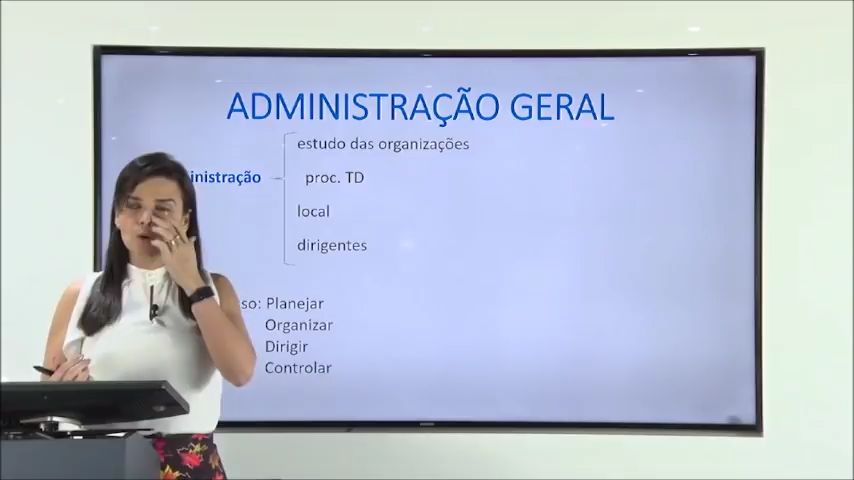 ADMINISTRAÇÃO GERAL
estudo das organizações
inistração
proc. TD
local
dirigentes
so: Planejar
Organizar
Dirigir
Controlar